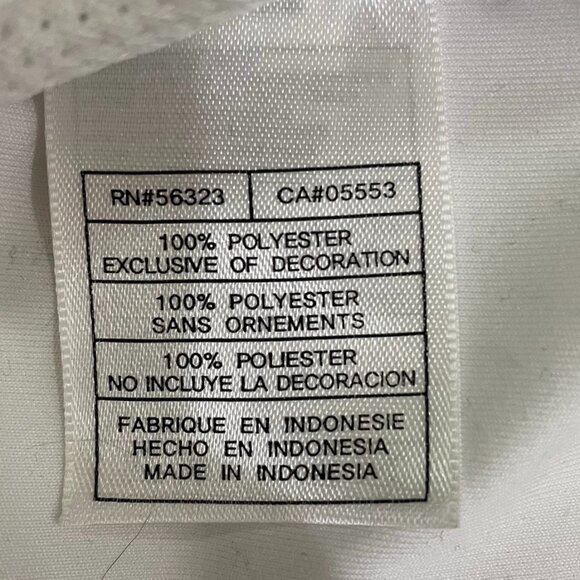 RN#56323 CA#05553
100% POLYESTER
EXCLUSIVE OF DECORATION
100% POLYESTER
SANS ORNEMENTS
100% POLIESTER
NO INCLUYE LA DECORACION
FABRIQUE EN INDONESIE
HECHO EN INDONESIA
MADE IN INDONESIA